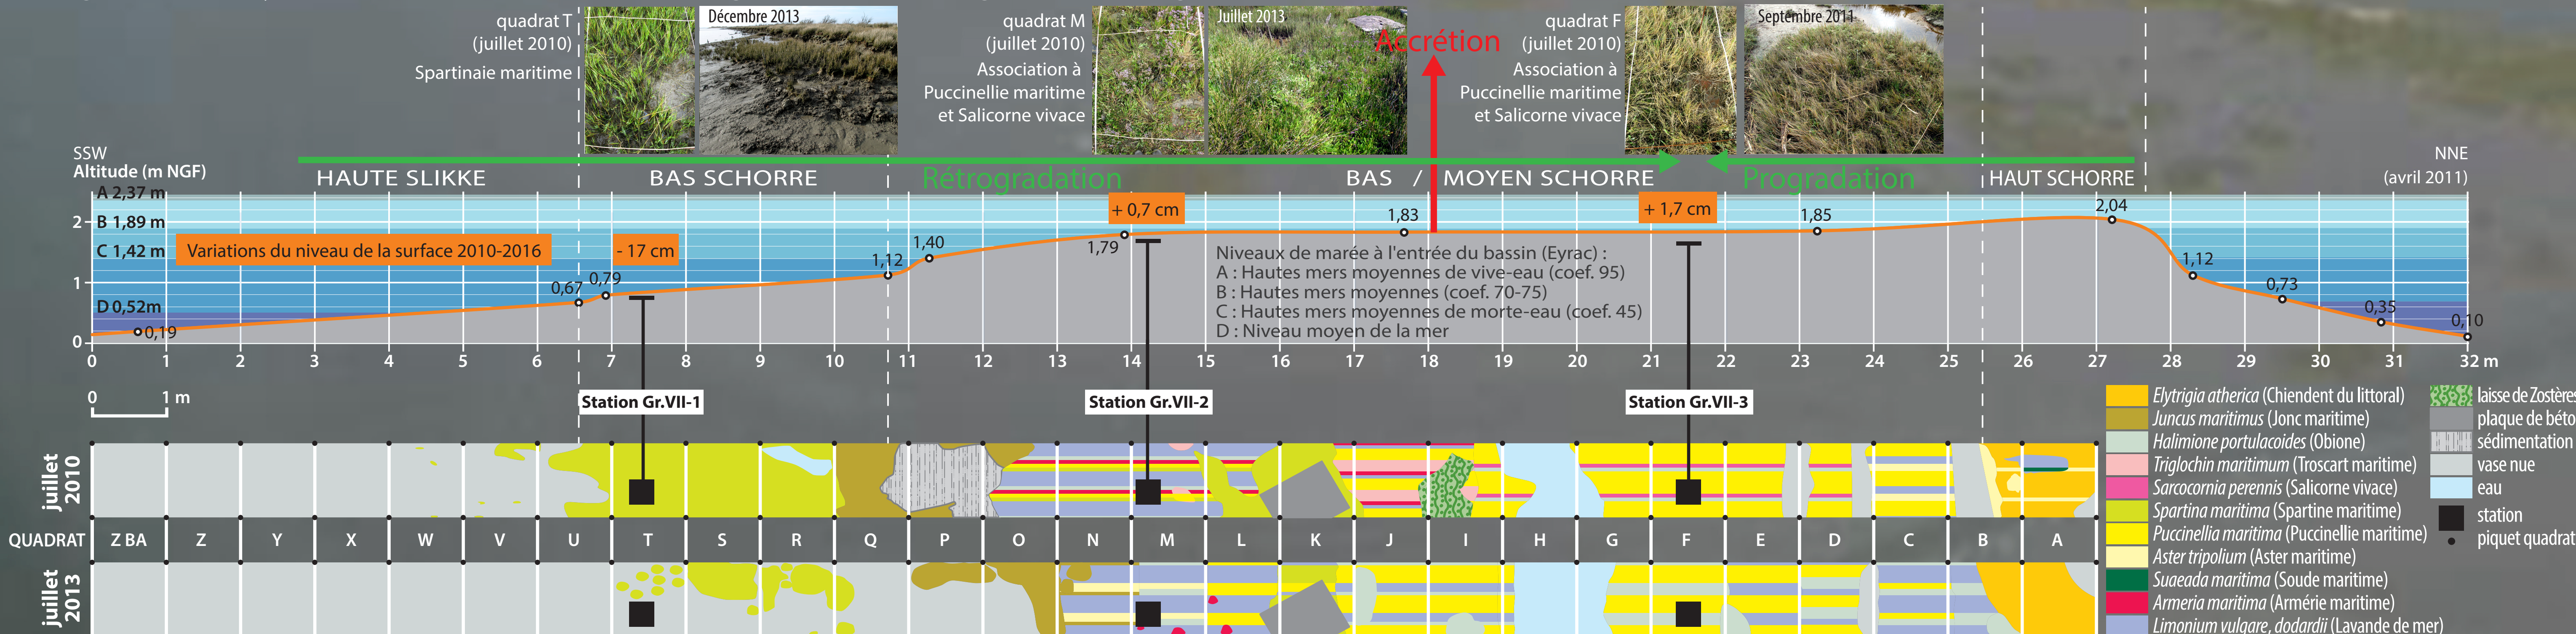 quadrat T
(juillet 2010)
Spartinaie maritime
Décembre 2013
quadrat M
(juillet 2010)
Association à
Puccinellie maritime
et Salicorne vivace
Juillet 2013
Accrétion
quadrat F
(juillet 2010)
Association à
Puccinellie maritime
et Salicorne vivace
Septembre 2011
SSW
Altitude (m NGF)
NNE
(avril 2011)
HAUTE SLIKKE
BAS SCHORRE
Rétrogradation
BAS / MOYEN SCHORRE
Progradation
HAUT SCHORRE
A 2,37 m
B 1,89 m
C 1,42 m
D 0,52m
2
1
0
Variations du niveau de la surface 2010-2016
- 17 cm
+ 0,7 cm
+ 1,7 cm
0,19
0,67
0,79
1,12
1,40
1,79
1,83
1,85
2,04
1,12
0,73
0,35
0,10
Niveaux de marée à l'entrée du bassin (Eyrac) :
A : Hautes mers moyennes de vive-eau (coef. 95)
B : Hautes mers moyennes (coef. 70-75)
C : Hautes mers moyennes de morte-eau (coef. 45)
D : Niveau moyen de la mer
0 1 2 3 4 5 6 7 8 9 10 11 12 13 14 15 16 17 18 19 20 21 22 23 24 25 26 27 28 29 30 31 32 m
0 1 m
Station Gr.VII-1
Station Gr.VII-2
Station Gr.VII-3
juillet
2010
QUADRAT Z BA Z Y X W V U T S R Q P O N M L K J I H G F E D C B A
juillet
2013
Elytrigia atherica (Chiendent du littoral)
Juncus maritimus (Jonc maritime)
Halimione portulacoides (Obione)
Triglochin maritimum (Troscart maritime)
Sarcocornia perennis (Salicorne vivace)
Spartina maritima (Spartine maritime)
Puccinellia maritima (Puccinellie maritime)
Aster tripolium (Aster maritime)
Suaeada maritima (Soude maritime)
Armeria maritima (Armérie maritime)
Limonium vulgare, dodardii (Lavande de mer)
laisse de Zostères
plaque de béto
sédimentation
vase nue
eau
station
piquet quadrat